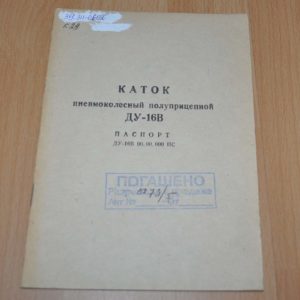 КАТОК
пневмоколесный полуприцепной
ДУ-16В
ПАСПОРТ
ДУ-16В 00.00.000 ПС
ПОГАШЕНО